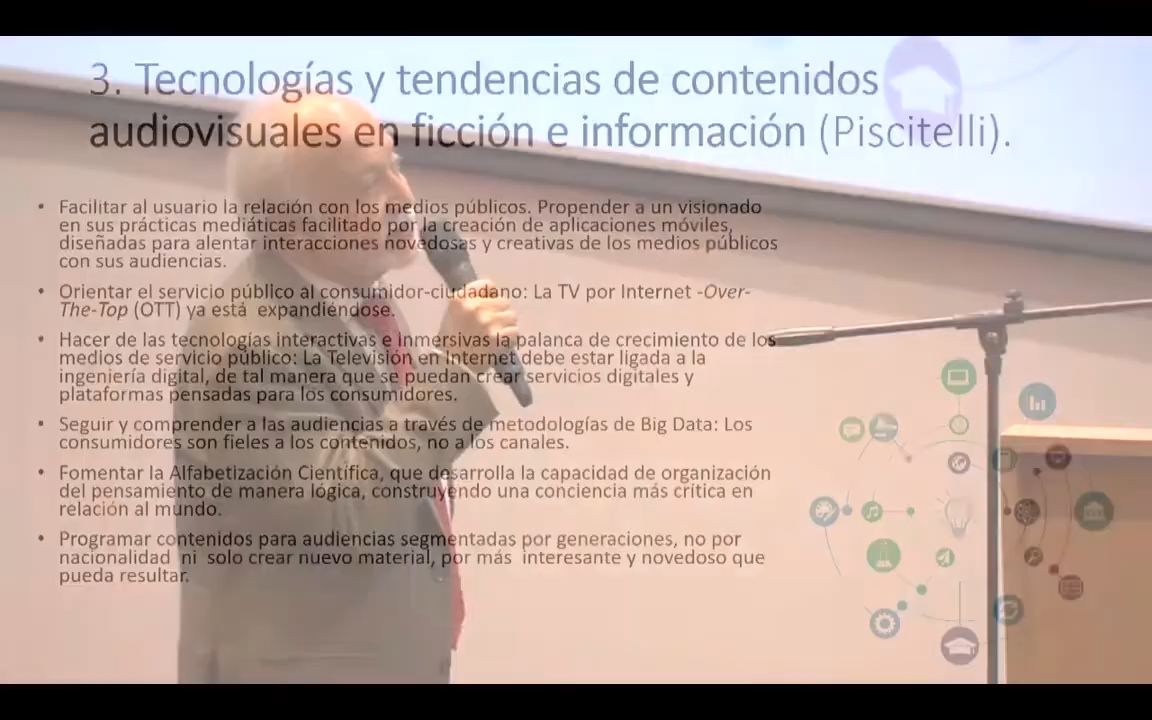 3. Tecnologías y tendencias de contenidos
audiovisuales en ficción e información (Piscitelli).
• Facilitar al usuario la relación con los medios públicos. Propender a un visionado
en sus prácticas mediáticas facilitado por la creación de aplicaciones móviles,
diseñadas para alentar interacciones novedosas y creativas de los medios públicos
con sus audiencias.
• Orientar el servicio público al consumidor-ciudadano: La TV por Internet -Over-
The-Top (OTT) ya está expandiéndose.
• Hacer de las tecnologías interactivas e inmersivas la palanca de crecimiento de los
medios de servicio público: La Televisión en Internet debe estar ligada a la
ingeniería digital, de tal manera que se puedan crear servicios digitales y
plataformas pensadas para los consumidores.
• Seguir y comprender a las audiencias a través de metodologías de Big Data: Los
consumidores son fieles a los contenidos, no a los canales.
• Fomentar la Alfabetización Científica, que desarrolla la capacidad de organización
del pensamiento de manera lógica, construyendo una conciencia más crítica en
relación al mundo.
• Programar contenidos para audiencias segmentadas por generaciones, no por
nacionalidad ni solo crear nuevo material, por más interesante y novedoso que
pueda resultar.